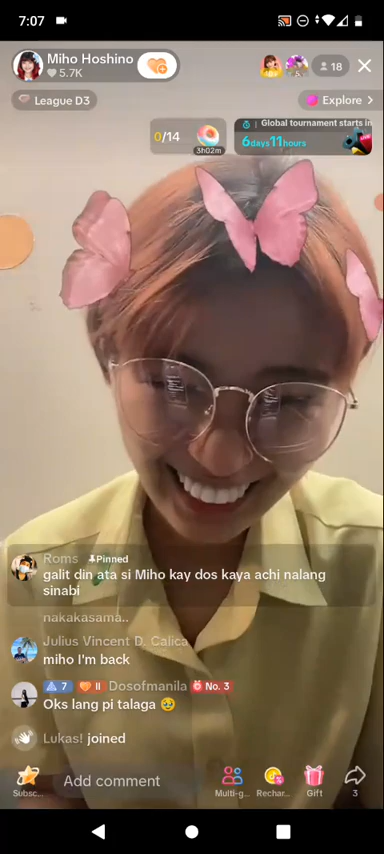 7:07
Miho Hoshino
5.7K
5
18
League D3
Explore
0/14
3h02m
Global tournament starts in
6days11hours
Roms Pinned
galit din ata si Miho kay dos kaya achi nalang
sinabi
nakakasama..
Julius Vincent D. Calica
miho I'm back
7 II Dosofmanila No. 3
Oks lang pi talaga 🥹
Lukas! joined
Subsc...
Add comment
Multi-g...
Rechar...
Gift
3